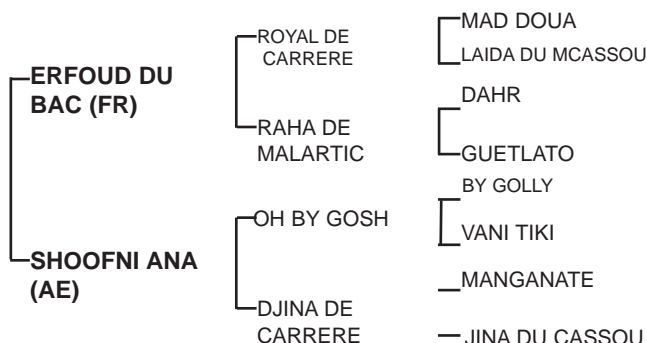 ERFOUD DU
BAC (FR)
SHOOFNI ANA
(AE)
ROYAL DE
CARRERE
RAHA DE
MALARTIC
OH BY GOSH
DJINA DE
CARRERE
MAD DOUA
LAIDA DU MCASSOU
DAHR
GUETLATO
BY GOLLY
VANI TIKI
MANGANATE
JINA DU CASSOU